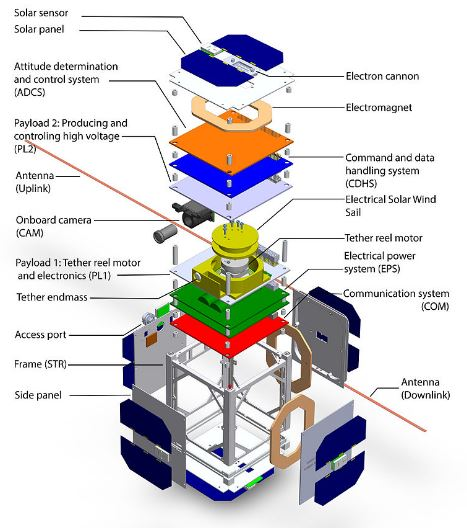 Solar sensor
Solar panel
Attitude determination
and control system
(ADCS)
Payload 2: Producing and
controling high voltage
(PL2)
Antenna
(Uplink)
Onboard camera
(CAM)
Payload 1: Tether reel motor
and electronics (PL1)
Tether endmass
Access port
Frame (STR)
Side panel
Electron cannon
Electromagnet
Command and data
handling system
(CDHS)
Electrical Solar Wind
Sail
Tether reel motor
Electrical power
system (EPS)
Communication system
(COM)
Antenna
(Downlink)